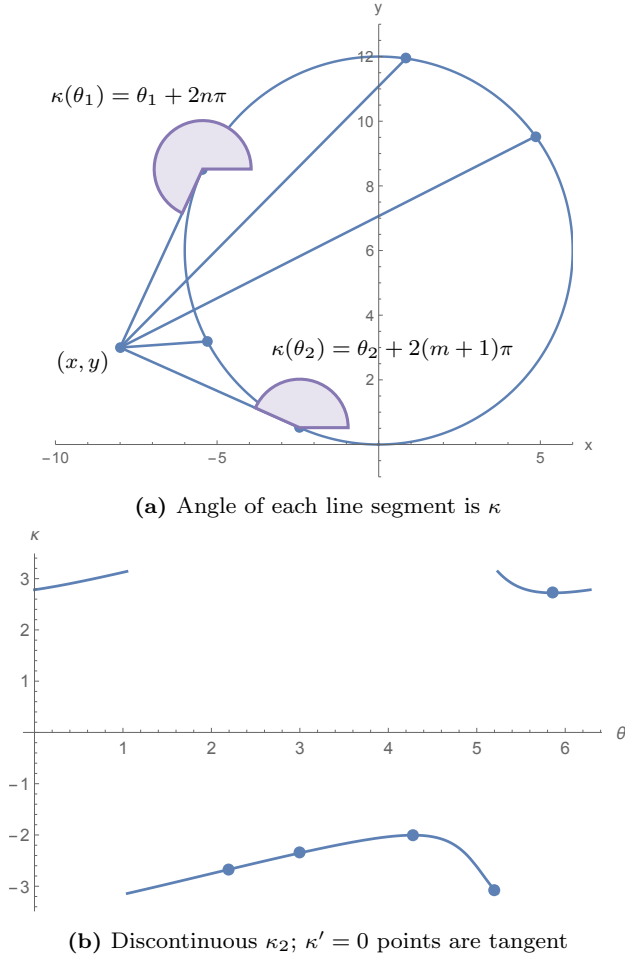 y
12
κ(θ₁) = θ₁ + 2nπ
10
8
6
4
κ(θ₂) = θ₂ + 2(m + 1)π
(x, y)
2
−10 −5 5 x
(a) Angle of each line segment is κ
κ
3
2
1
1 2 3 4 5 6 θ
−1
−2
−3
(b) Discontinuous κ₂; κ′ = 0 points are tangent